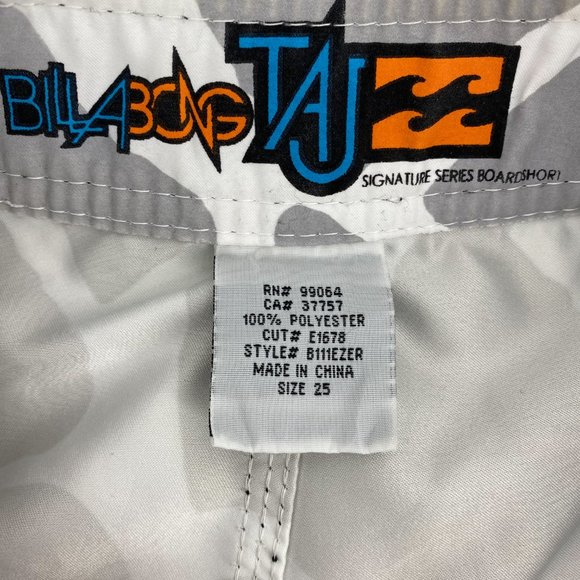 BILLABONG TAJ
SIGNATURE SERIES BOARDSHORT
RN# 99064
CA# 37757
100% POLYESTER
CUT# E1678
STYLE# B111EZER
MADE IN CHINA
SIZE 25